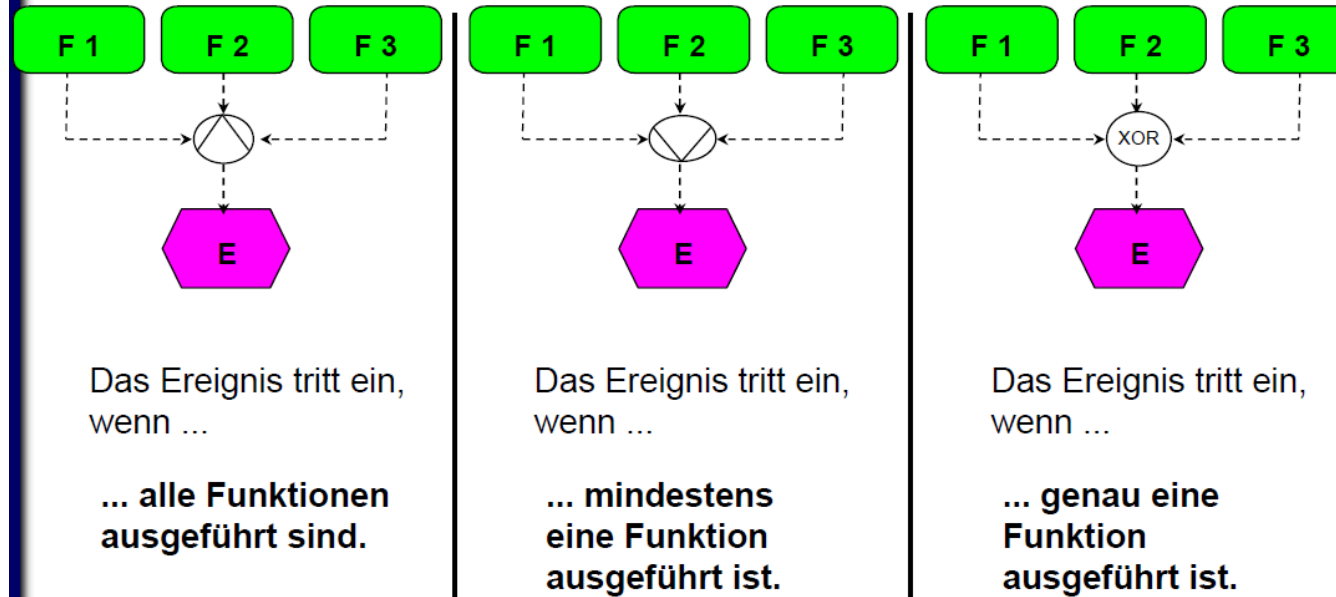 F 1 F 2 F 3
E
Das Ereignis tritt ein,
wenn ...
... alle Funktionen
ausgeführt sind.
F 1 F 2 F 3
E
Das Ereignis tritt ein,
wenn ...
... mindestens
eine Funktion
ausgeführt ist.
F 1 F 2 F 3
XOR
E
Das Ereignis tritt ein,
wenn ...
... genau eine
Funktion
ausgeführt ist.